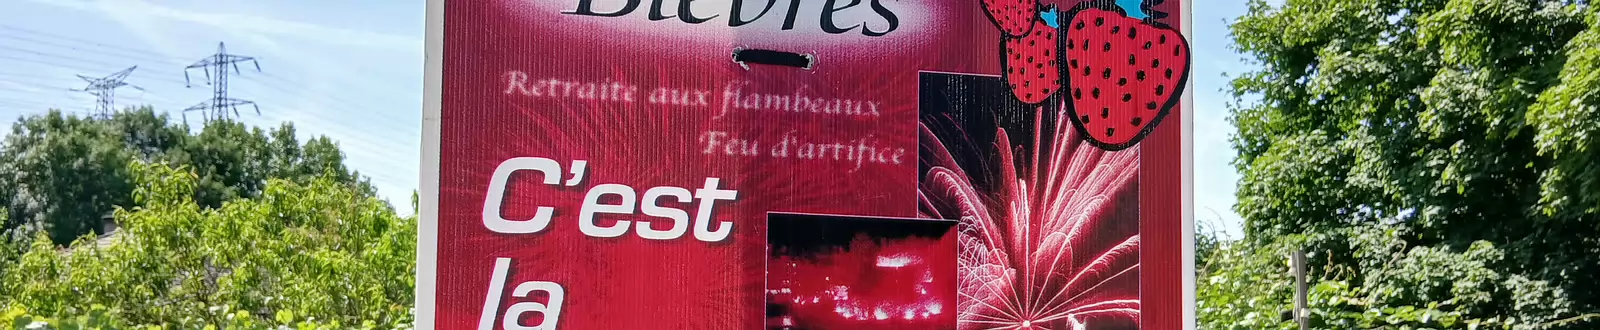 Bièvres
Retraite aux flambeaux
Feu d'artifice
C'est
la